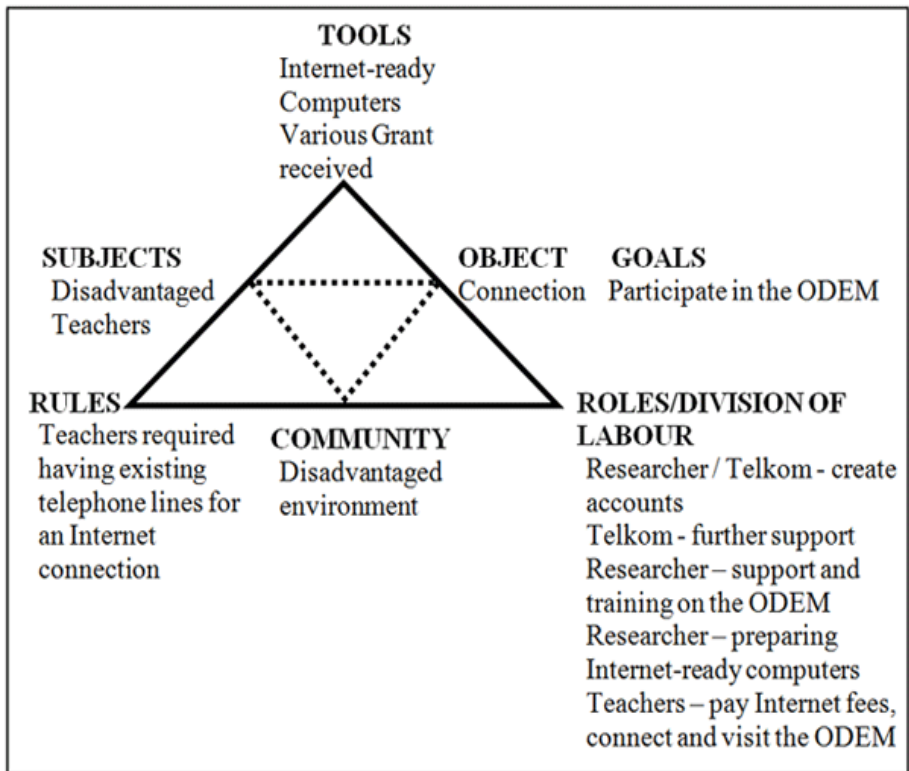 TOOLS
Internet-ready
Computers
Various Grant
received
SUBJECTS
Disadvantaged
Teachers
OBJECT
Connection
GOALS
Participate in the ODEM
RULES
Teachers required
having existing
telephone lines for
an Internet
connection
COMMUNITY
Disadvantaged
environment
ROLES/DIVISION OF
LABOUR
Researcher / Telkom - create
accounts
Telkom - further support
Researcher – support and
training on the ODEM
Researcher – preparing
Internet-ready computers
Teachers – pay Internet fees,
connect and visit the ODEM